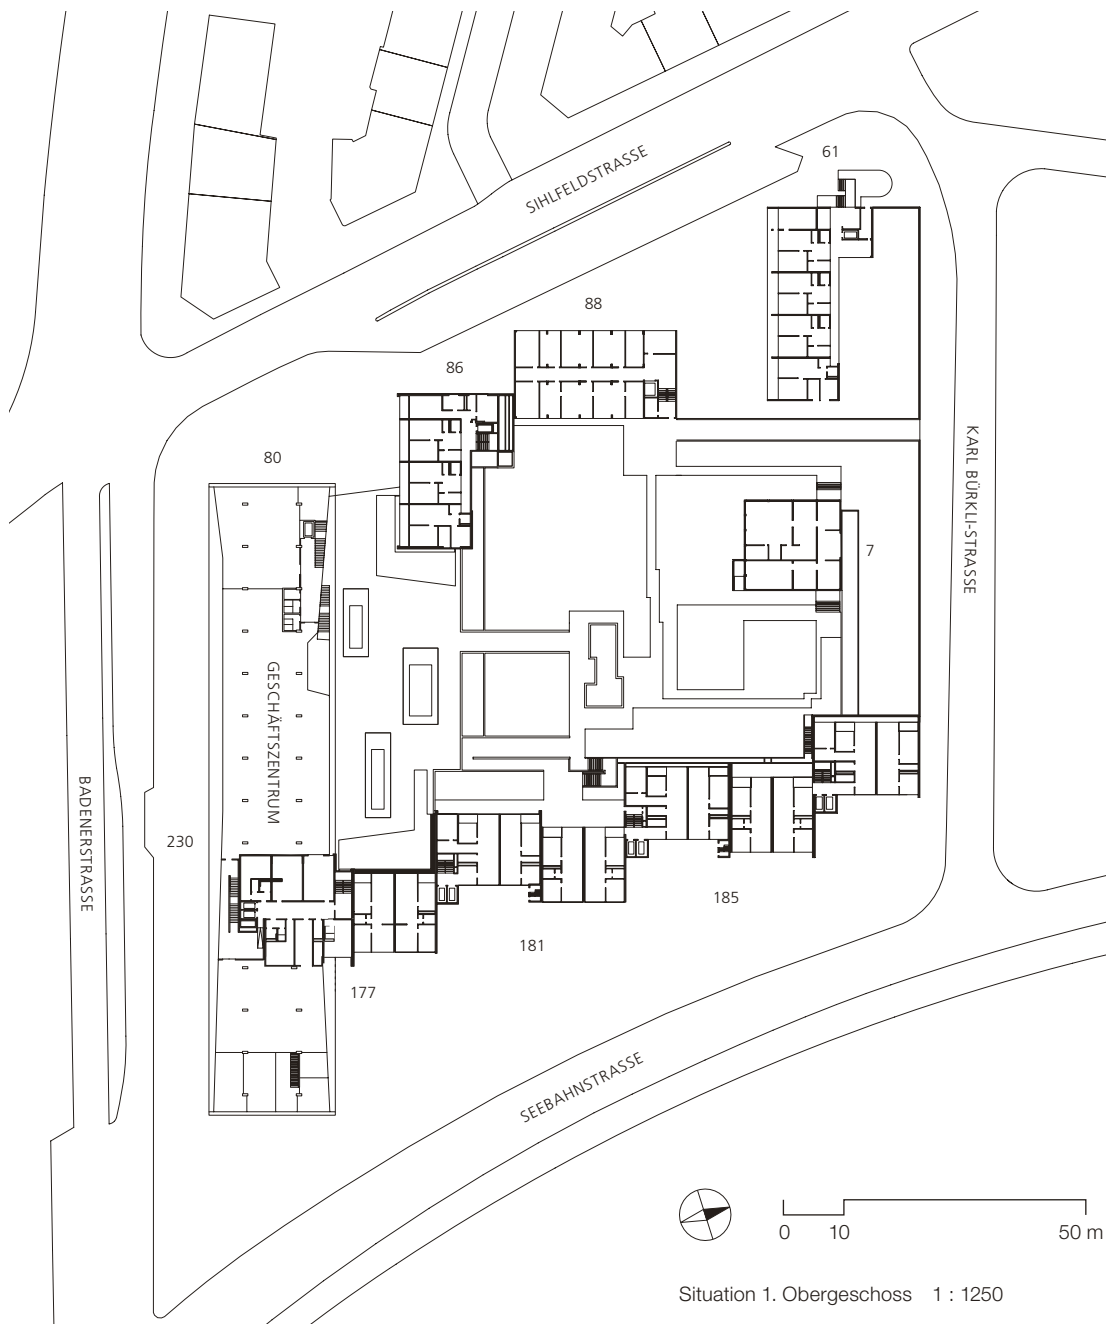 SIHLFELDSTRASSE
61
88
86
80
KARL BÜRKLI-STRASSE
7
GESCHÄFTSZENTRUM
BADENERSTRASSE
230
185
181
177
SEEBAHNSTRASSE
0 10 50 m
Situation 1. Obergeschoss 1 : 1250